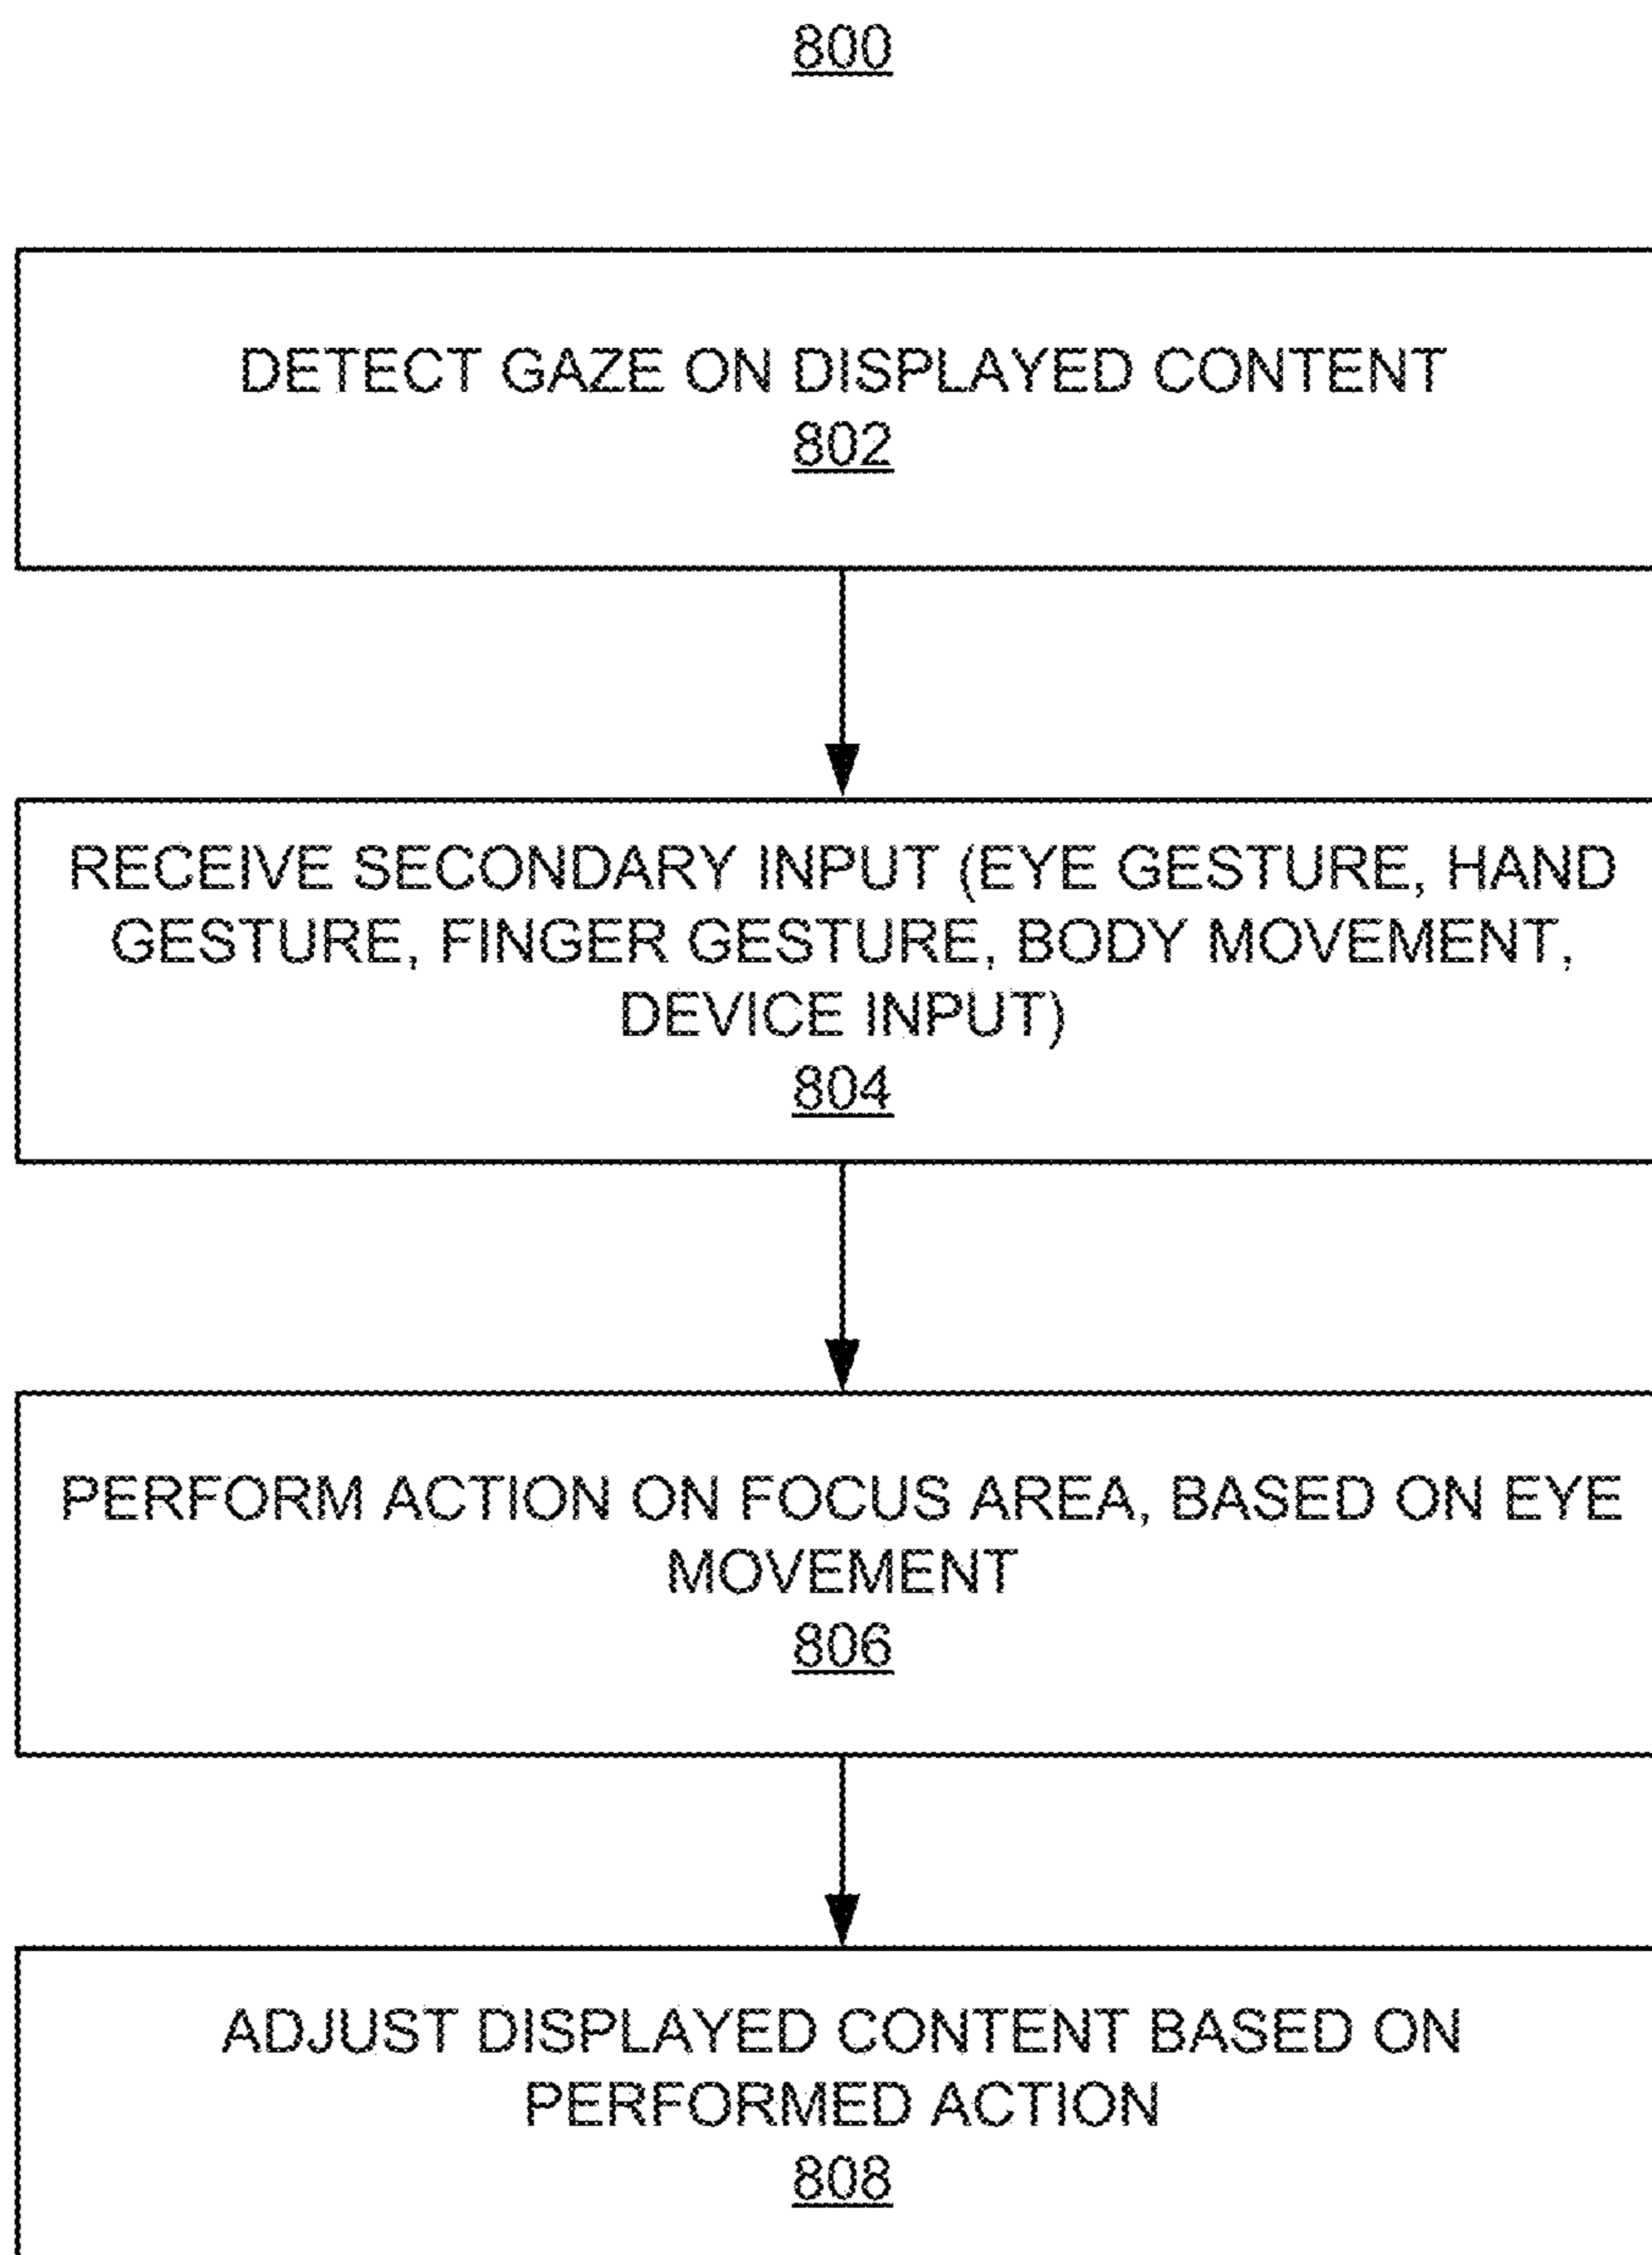 800
DETECT GAZE ON DISPLAYED CONTENT
802
RECEIVE SECONDARY INPUT (EYE GESTURE, HAND
GESTURE, FINGER GESTURE, BODY MOVEMENT,
DEVICE INPUT)
804
PERFORM ACTION ON FOCUS AREA, BASED ON EYE
MOVEMENT
806
ADJUST DISPLAYED CONTENT BASED ON
PERFORMED ACTION
808